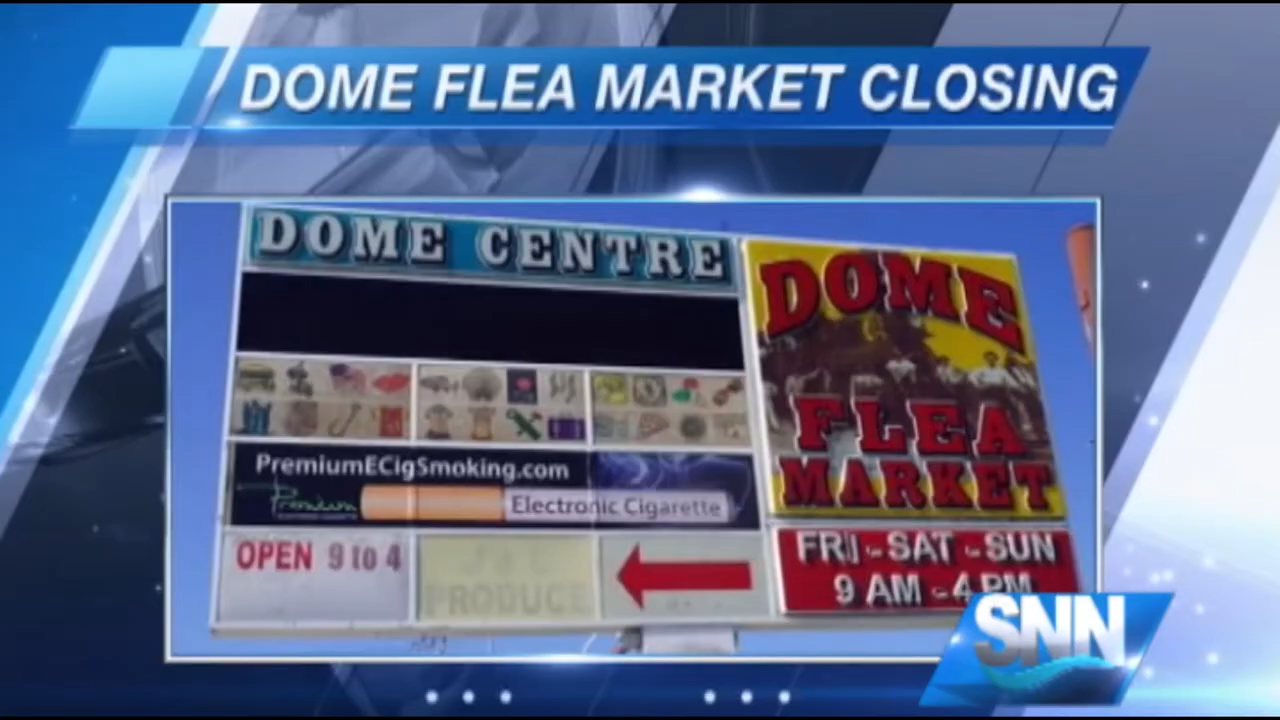 DOME FLEA MARKET CLOSING
DOME CENTRE
DOME
FLEA
MARKET
PremiumECigSmoking.com
Premium
Electronic Cigarette
OPEN 9 to 4
PRODUCE
FRI - SAT - SUN
9 AM - 4 PM
SNN